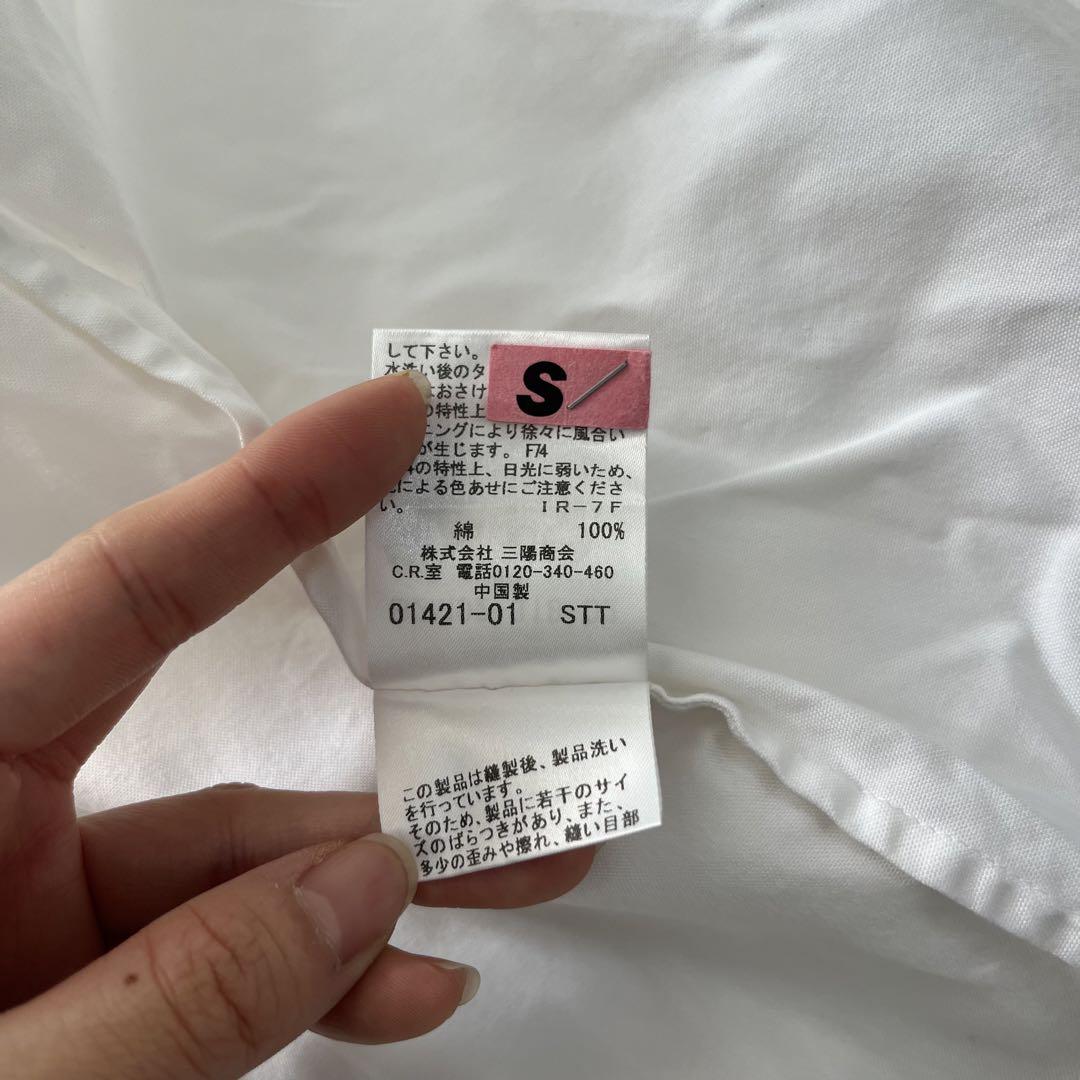 して下さい。
水洗い後のタ
はおさけ
S
の特性上
ニングにより徐々に風合い
が生じます。 F74
の特性上、日光に弱いため、
による色あせにご注意くださ
い。 IR-7F
綿 100%
株式会社 三陽商会
C.R.室 電話0120-340-460
中国製
01421-01 STT
この製品は縫製後、製品洗い
を行っています。
そのため、製品に若干のサイ
ズのばらつきがあり、また、
多少の歪みや擦れ、縫い目部